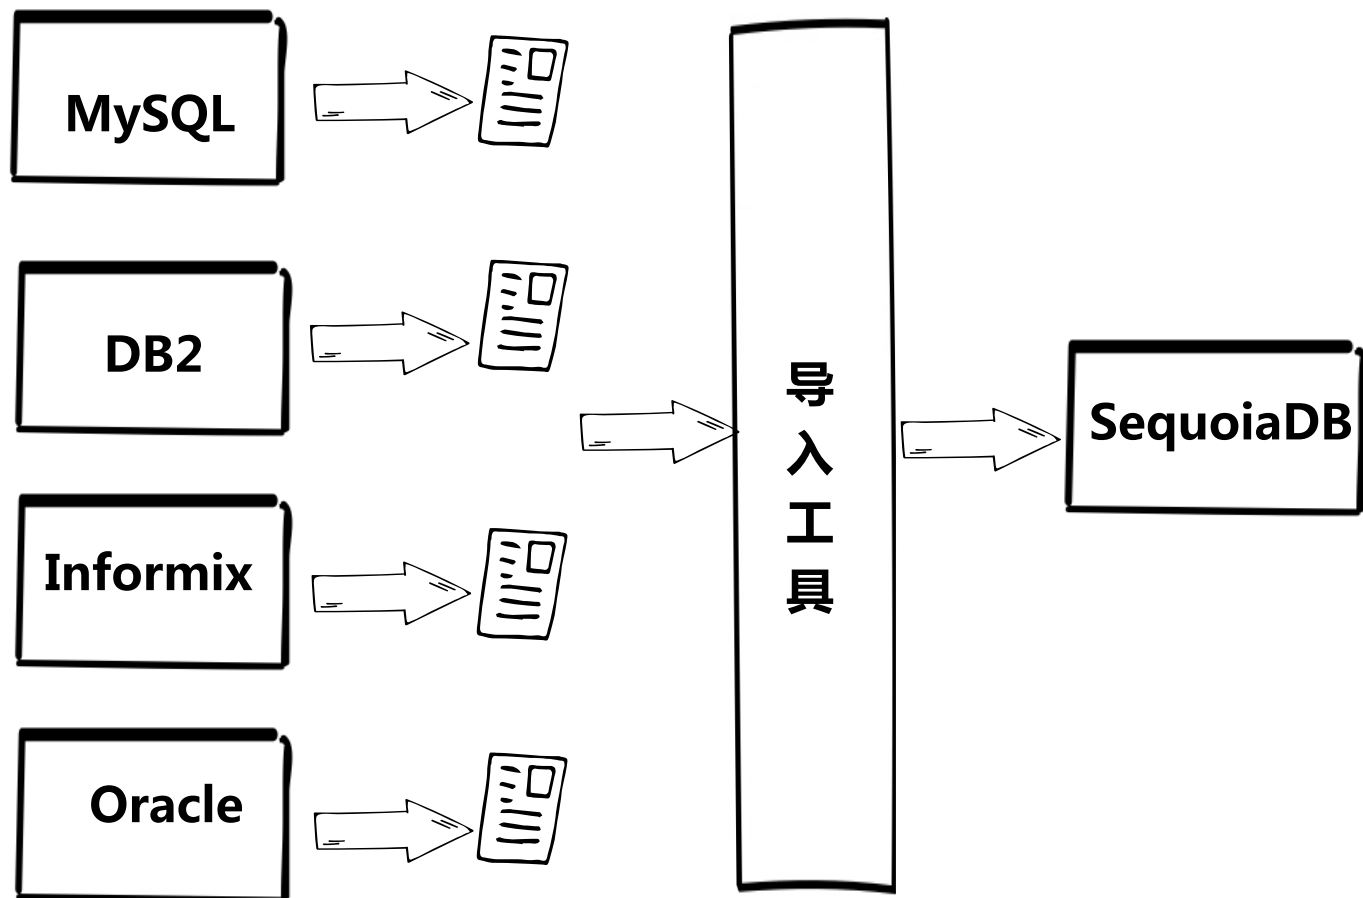 MySQL
DB2
Informix
Oracle
导入工具
SequoiaDB